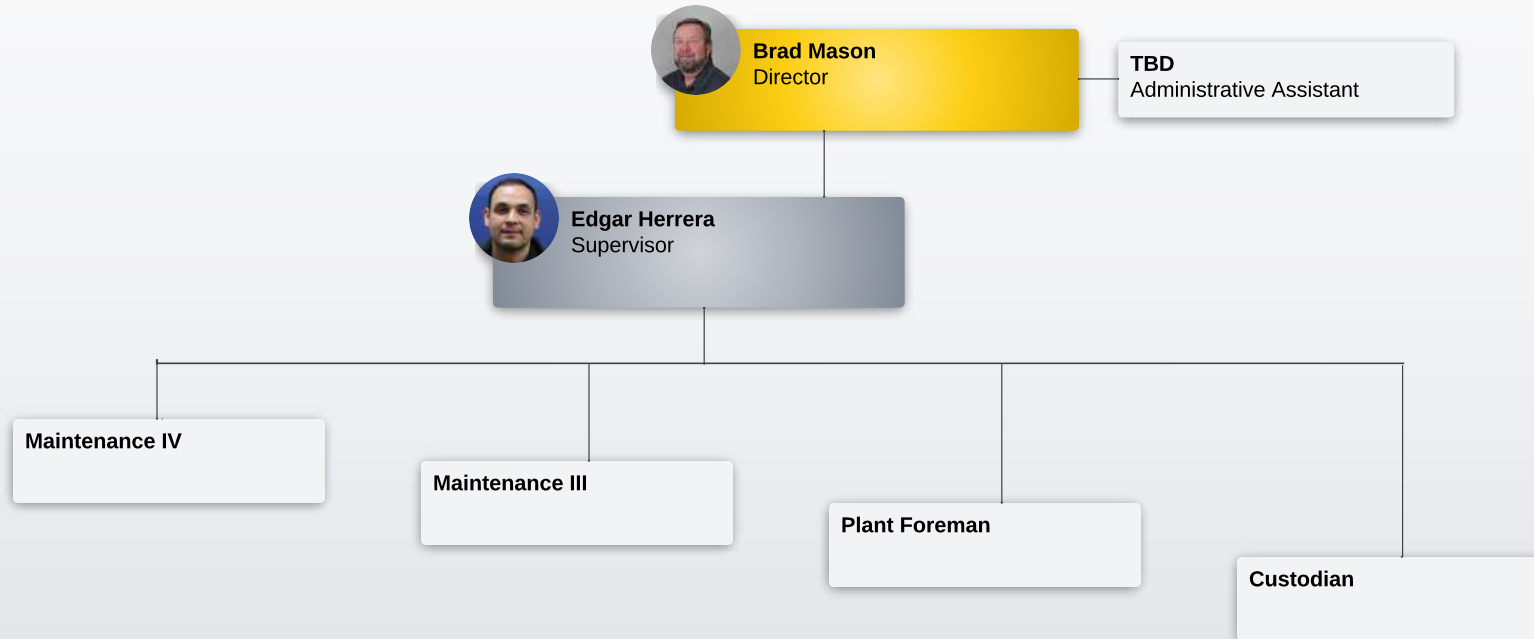 Brad Mason
Director
TBD
Administrative Assistant
Edgar Herrera
Supervisor
Maintenance IV
Maintenance III
Plant Foreman
Custodian